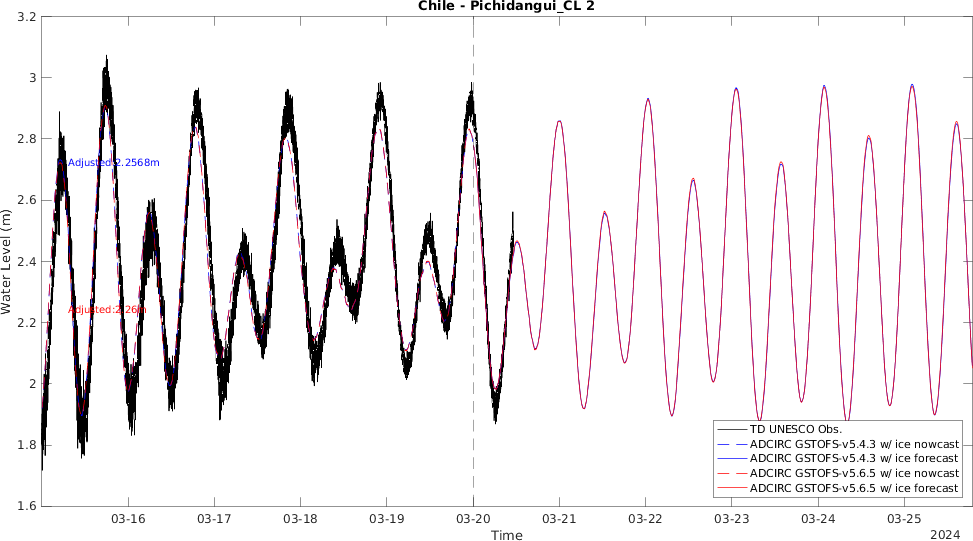 Chile - Pichidangui_CL 2
3.2
3
2.8
2.6
2.4
2.2
2
1.8
1.6
Water Level (m)
Adjusted:2.2568m
TD UNESCO Obs.
ADCIRC GSTOFS-v5.4.3 w/ ice nowcast
ADCIRC GSTOFS-v5.4.3 w/ ice forecast
ADCIRC GSTOFS-v5.6.5 w/ ice nowcast
ADCIRC GSTOFS-v5.6.5 w/ ice forecast
03-16
03-17
03-18
03-19
03-20
03-21
03-22
03-23
03-24
03-25
Time
2024